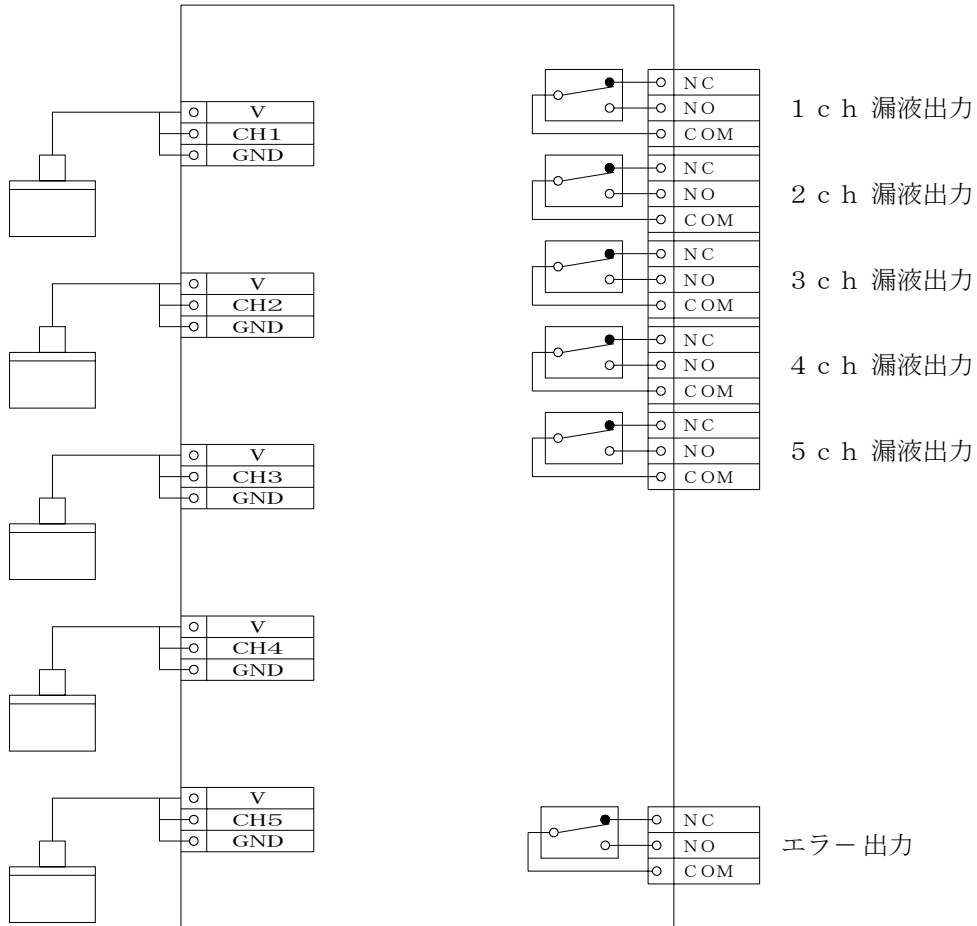 V
CH1
GND
V
CH2
GND
V
CH3
GND
V
CH4
GND
V
CH5
GND
NC
NO
COM
1ch 漏液出力
NC
NO
COM
2ch 漏液出力
NC
NO
COM
3ch 漏液出力
NC
NO
COM
4ch 漏液出力
NC
NO
COM
5ch 漏液出力
NC
NO
COM
エラー出力